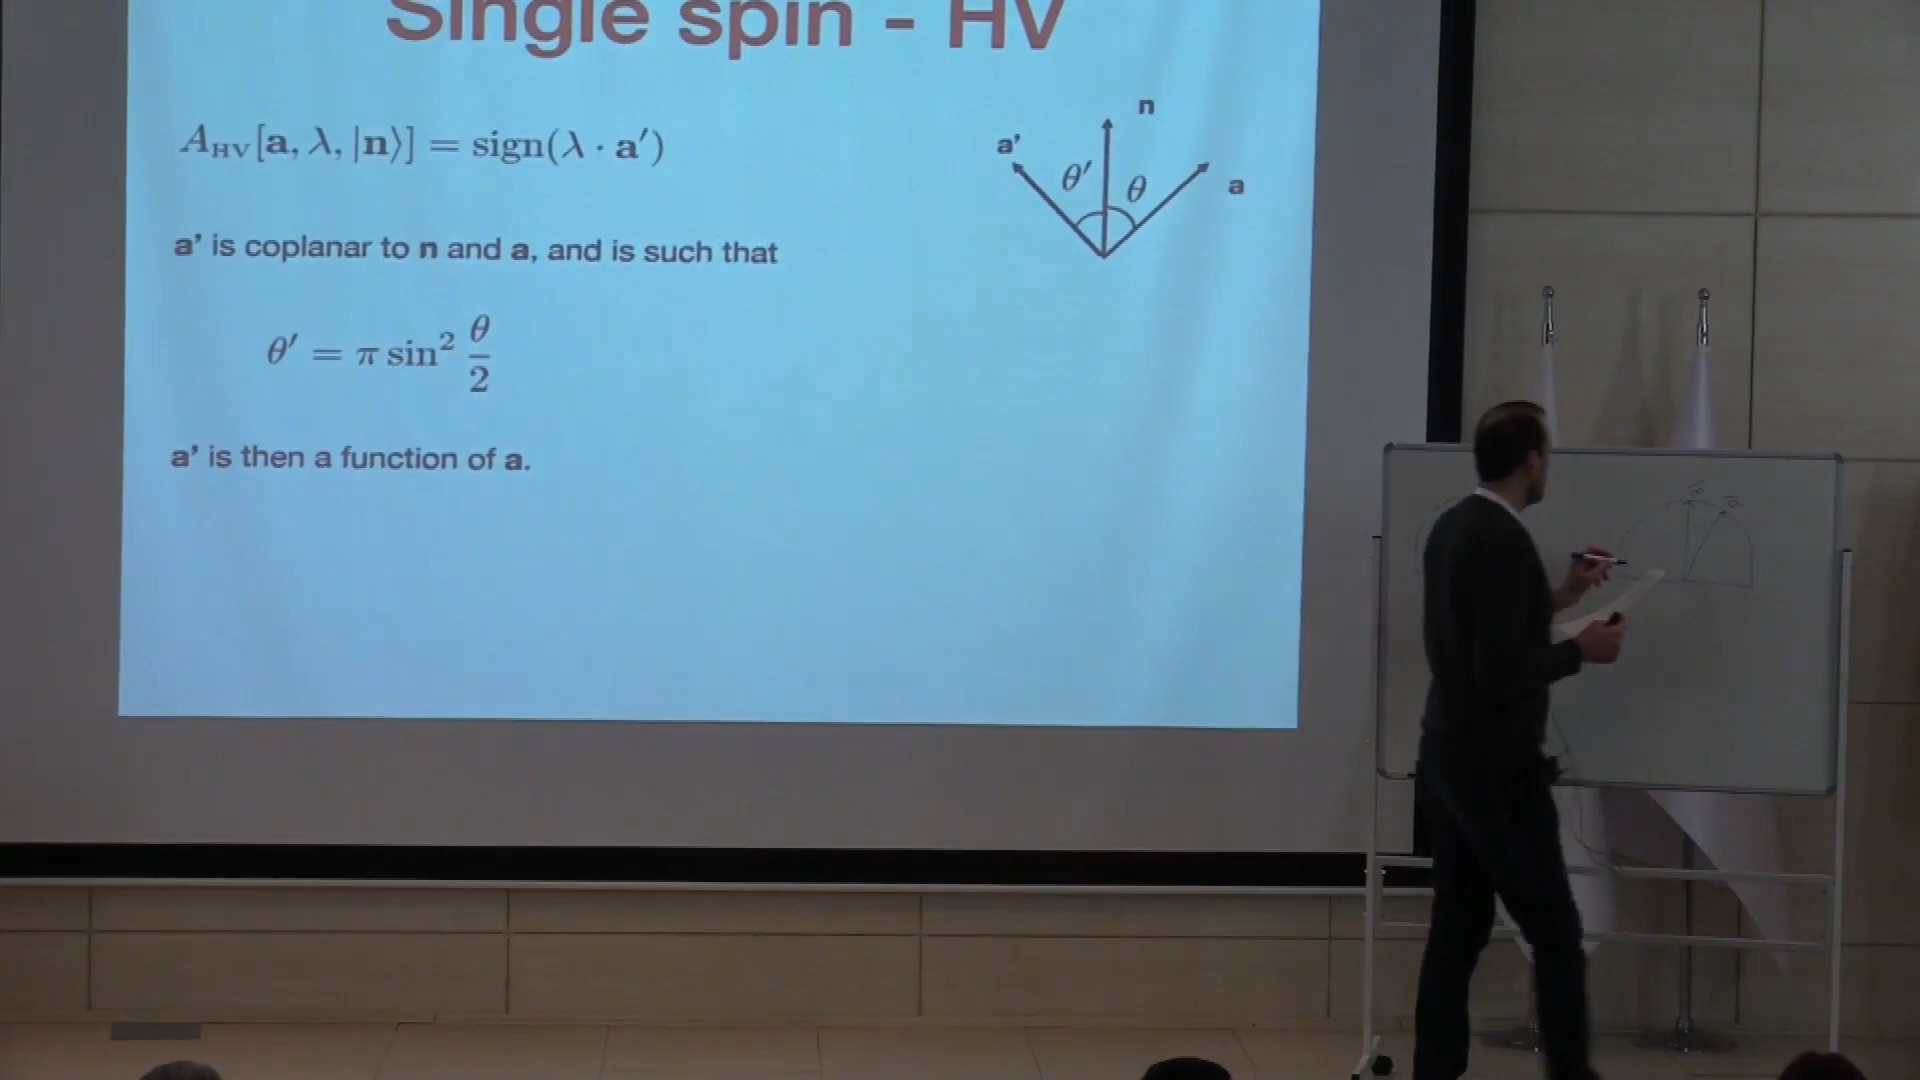 Single spin - HV
A_HV[a, λ, |n⟩] = sign(λ · a′)
a' is coplanar to n and a, and is such that
θ′ = π sin² θ/2
a' is then a function of a.
n
a'
θ′
θ
a